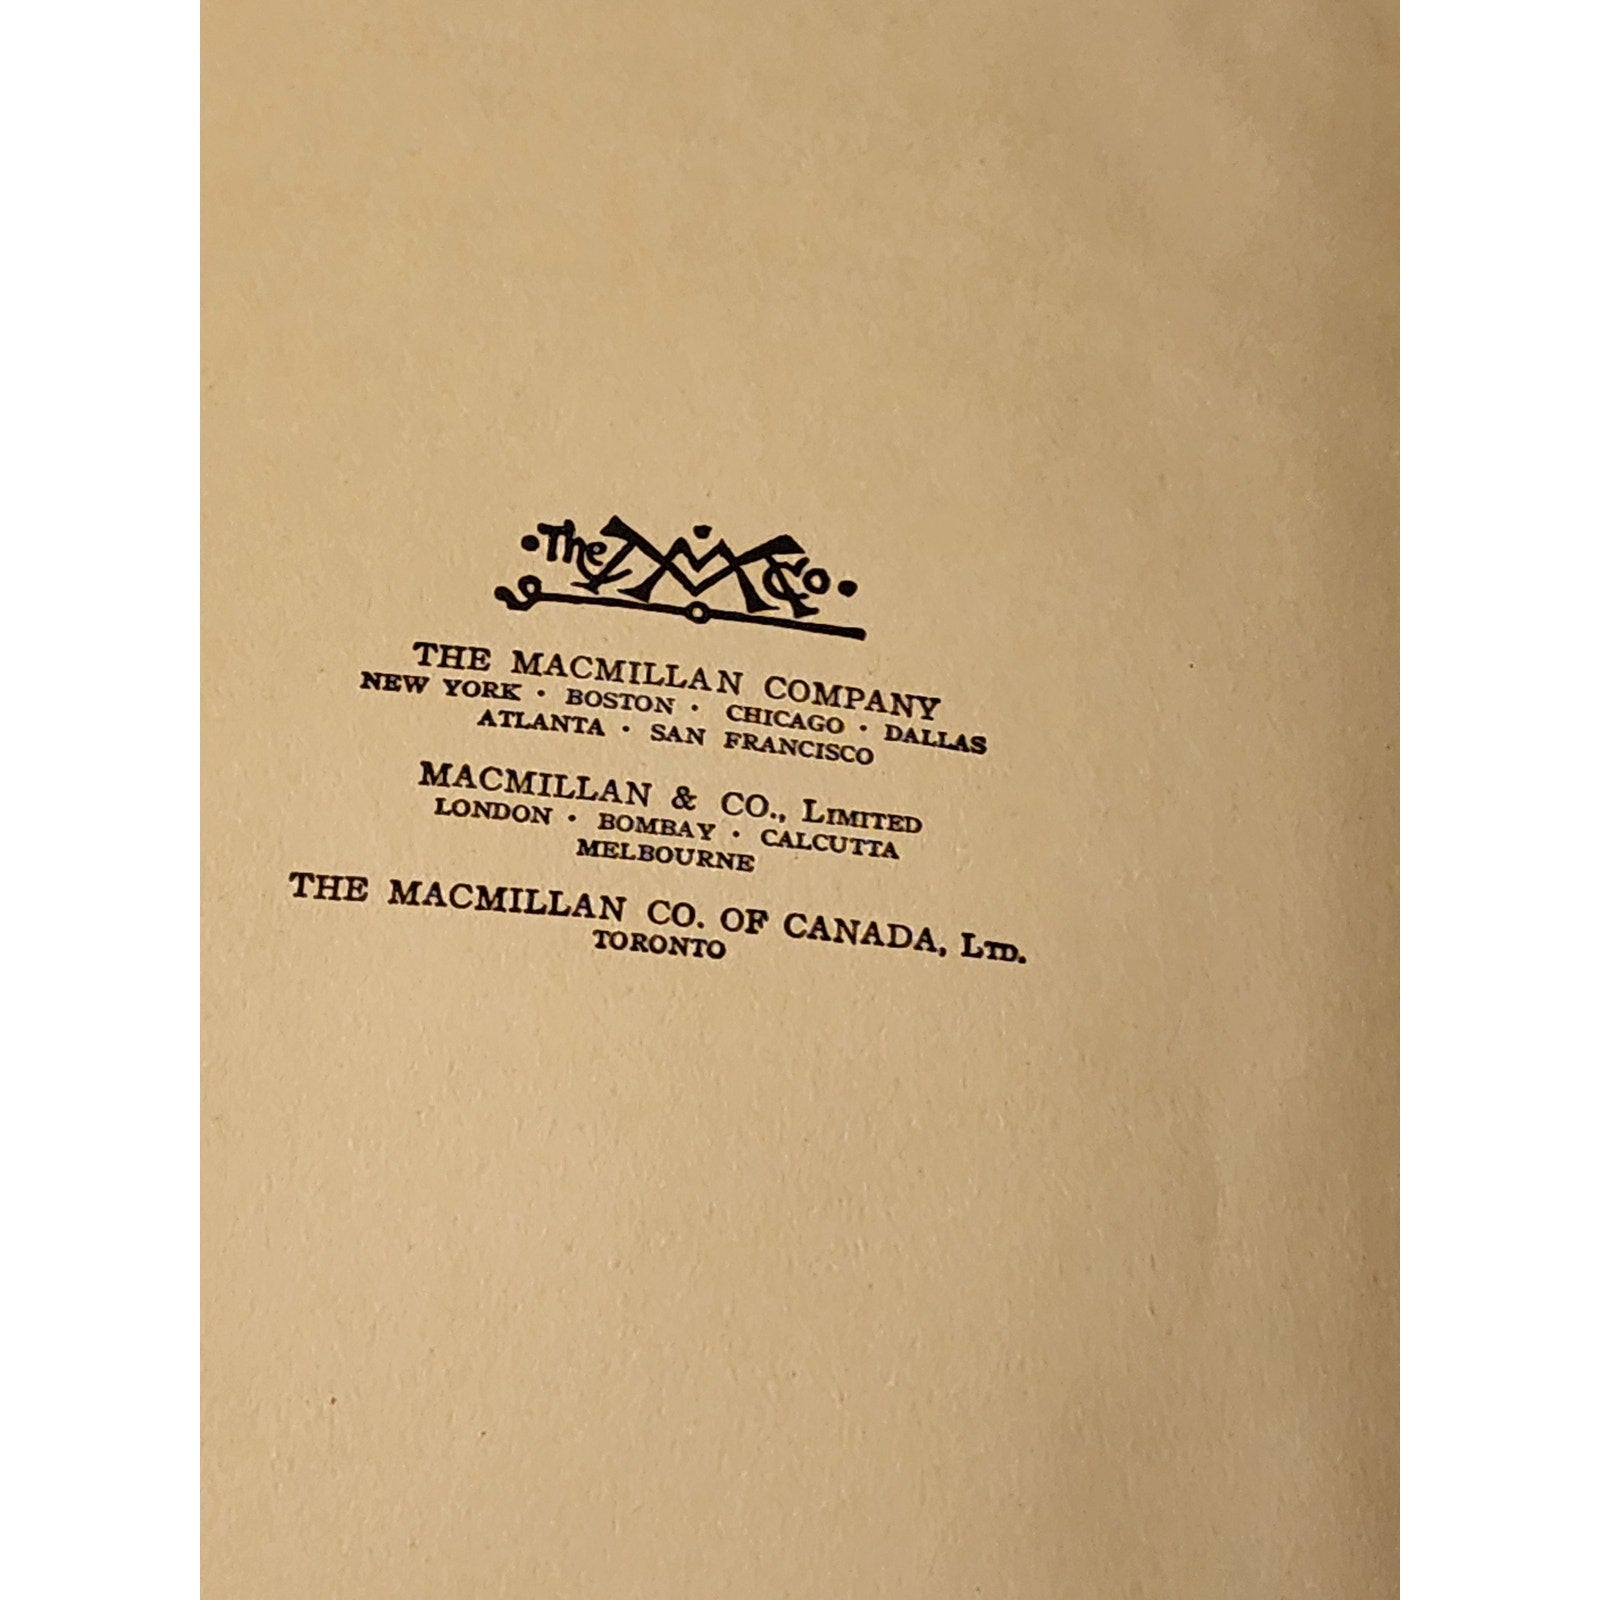 ·The M Co·
THE MACMILLAN COMPANY
NEW YORK · BOSTON · CHICAGO · DALLAS
ATLANTA · SAN FRANCISCO
MACMILLAN & CO., LIMITED
LONDON · BOMBAY · CALCUTTA
MELBOURNE
THE MACMILLAN CO. OF CANADA, LTD.
TORONTO